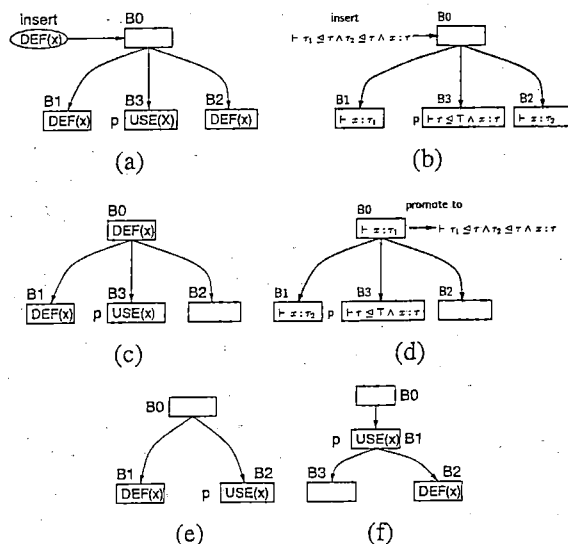 insert
DEF(x)
B0
B1
DEF(x)
B3
p USE(X)
B2
DEF(x)
(a)
insert
⊢ τ₁ ⊴ τ ∧ τ₂ ⊴ τ ∧ x : τ
B0
B1
⊢ x : τ₁
B3
p ⊢ τ ⊴ ⊤ ∧ x : τ
B2
⊢ x : τ₂
(b)
B0
DEF(x)
B1
DEF(x)
B3
p USE(x)
B2
(c)
B0
⊢ x : τ₁
promote to
⊢ τ₁ ⊴ τ ∧ τ₂ ⊴ τ ∧ x : τ
B1
⊢ x : τ₂
B3
p ⊢ τ ⊴ ⊤ ∧ x : τ
B2
(d)
B0
B1
DEF(x)
B2
p USE(x)
(e)
B0
p USE(x) B1
B3
B2
DEF(x)
(f)